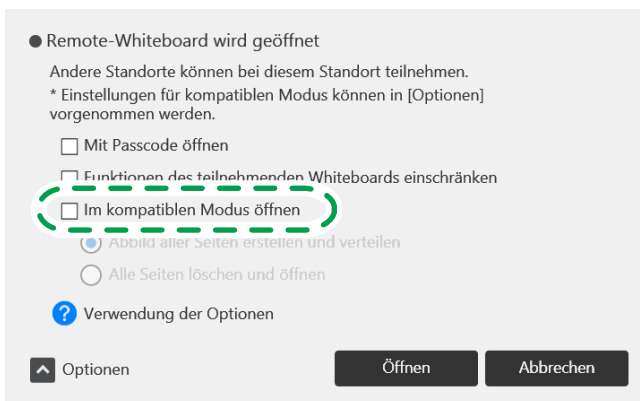 Remote-Whiteboard wird geöffnet
Andere Standorte können bei diesem Standort teilnehmen.
* Einstellungen für kompatiblen Modus können in [Optionen]
vorgenommen werden.
Mit Passcode öffnen
Funktionen des teilnehmenden Whiteboards einschränken
Im kompatiblen Modus öffnen
Abbild aller Seiten erstellen und verteilen
Alle Seiten löschen und öffnen
? Verwendung der Optionen
Optionen Öffnen Abbrechen